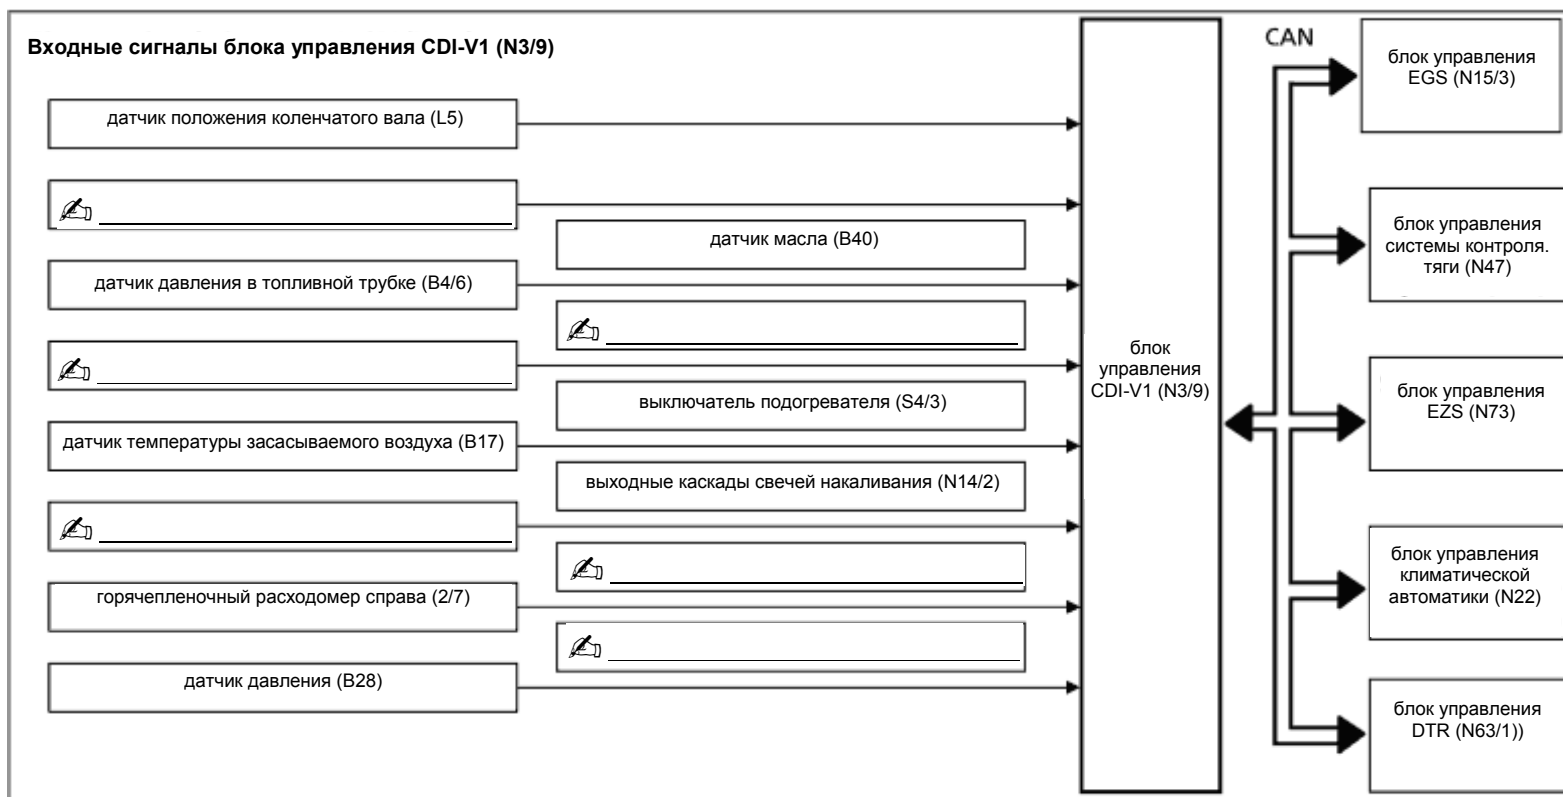 Входные сигналы блока управления CDI-V1 (N3/9)
датчик положения коленчатого вала (L5)
датчик масла (B40)
датчик давления в топливной трубке (B4/6)
выключатель подогревателя (S4/3)
датчик температуры засасываемого воздуха (B17)
выходные каскады свечей накаливания (N14/2)
горячепленочный расходомер справа (2/7)
датчик давления (B28)
блок
управления
CDI-V1 (N3/9)
CAN
блок управления
EGS (N15/3)
блок управления
системы контроля.
тяги (N47)
блок управления
EZS (N73)
блок управления
климатической
автоматики (N22)
блок управления
DTR (N63/1))